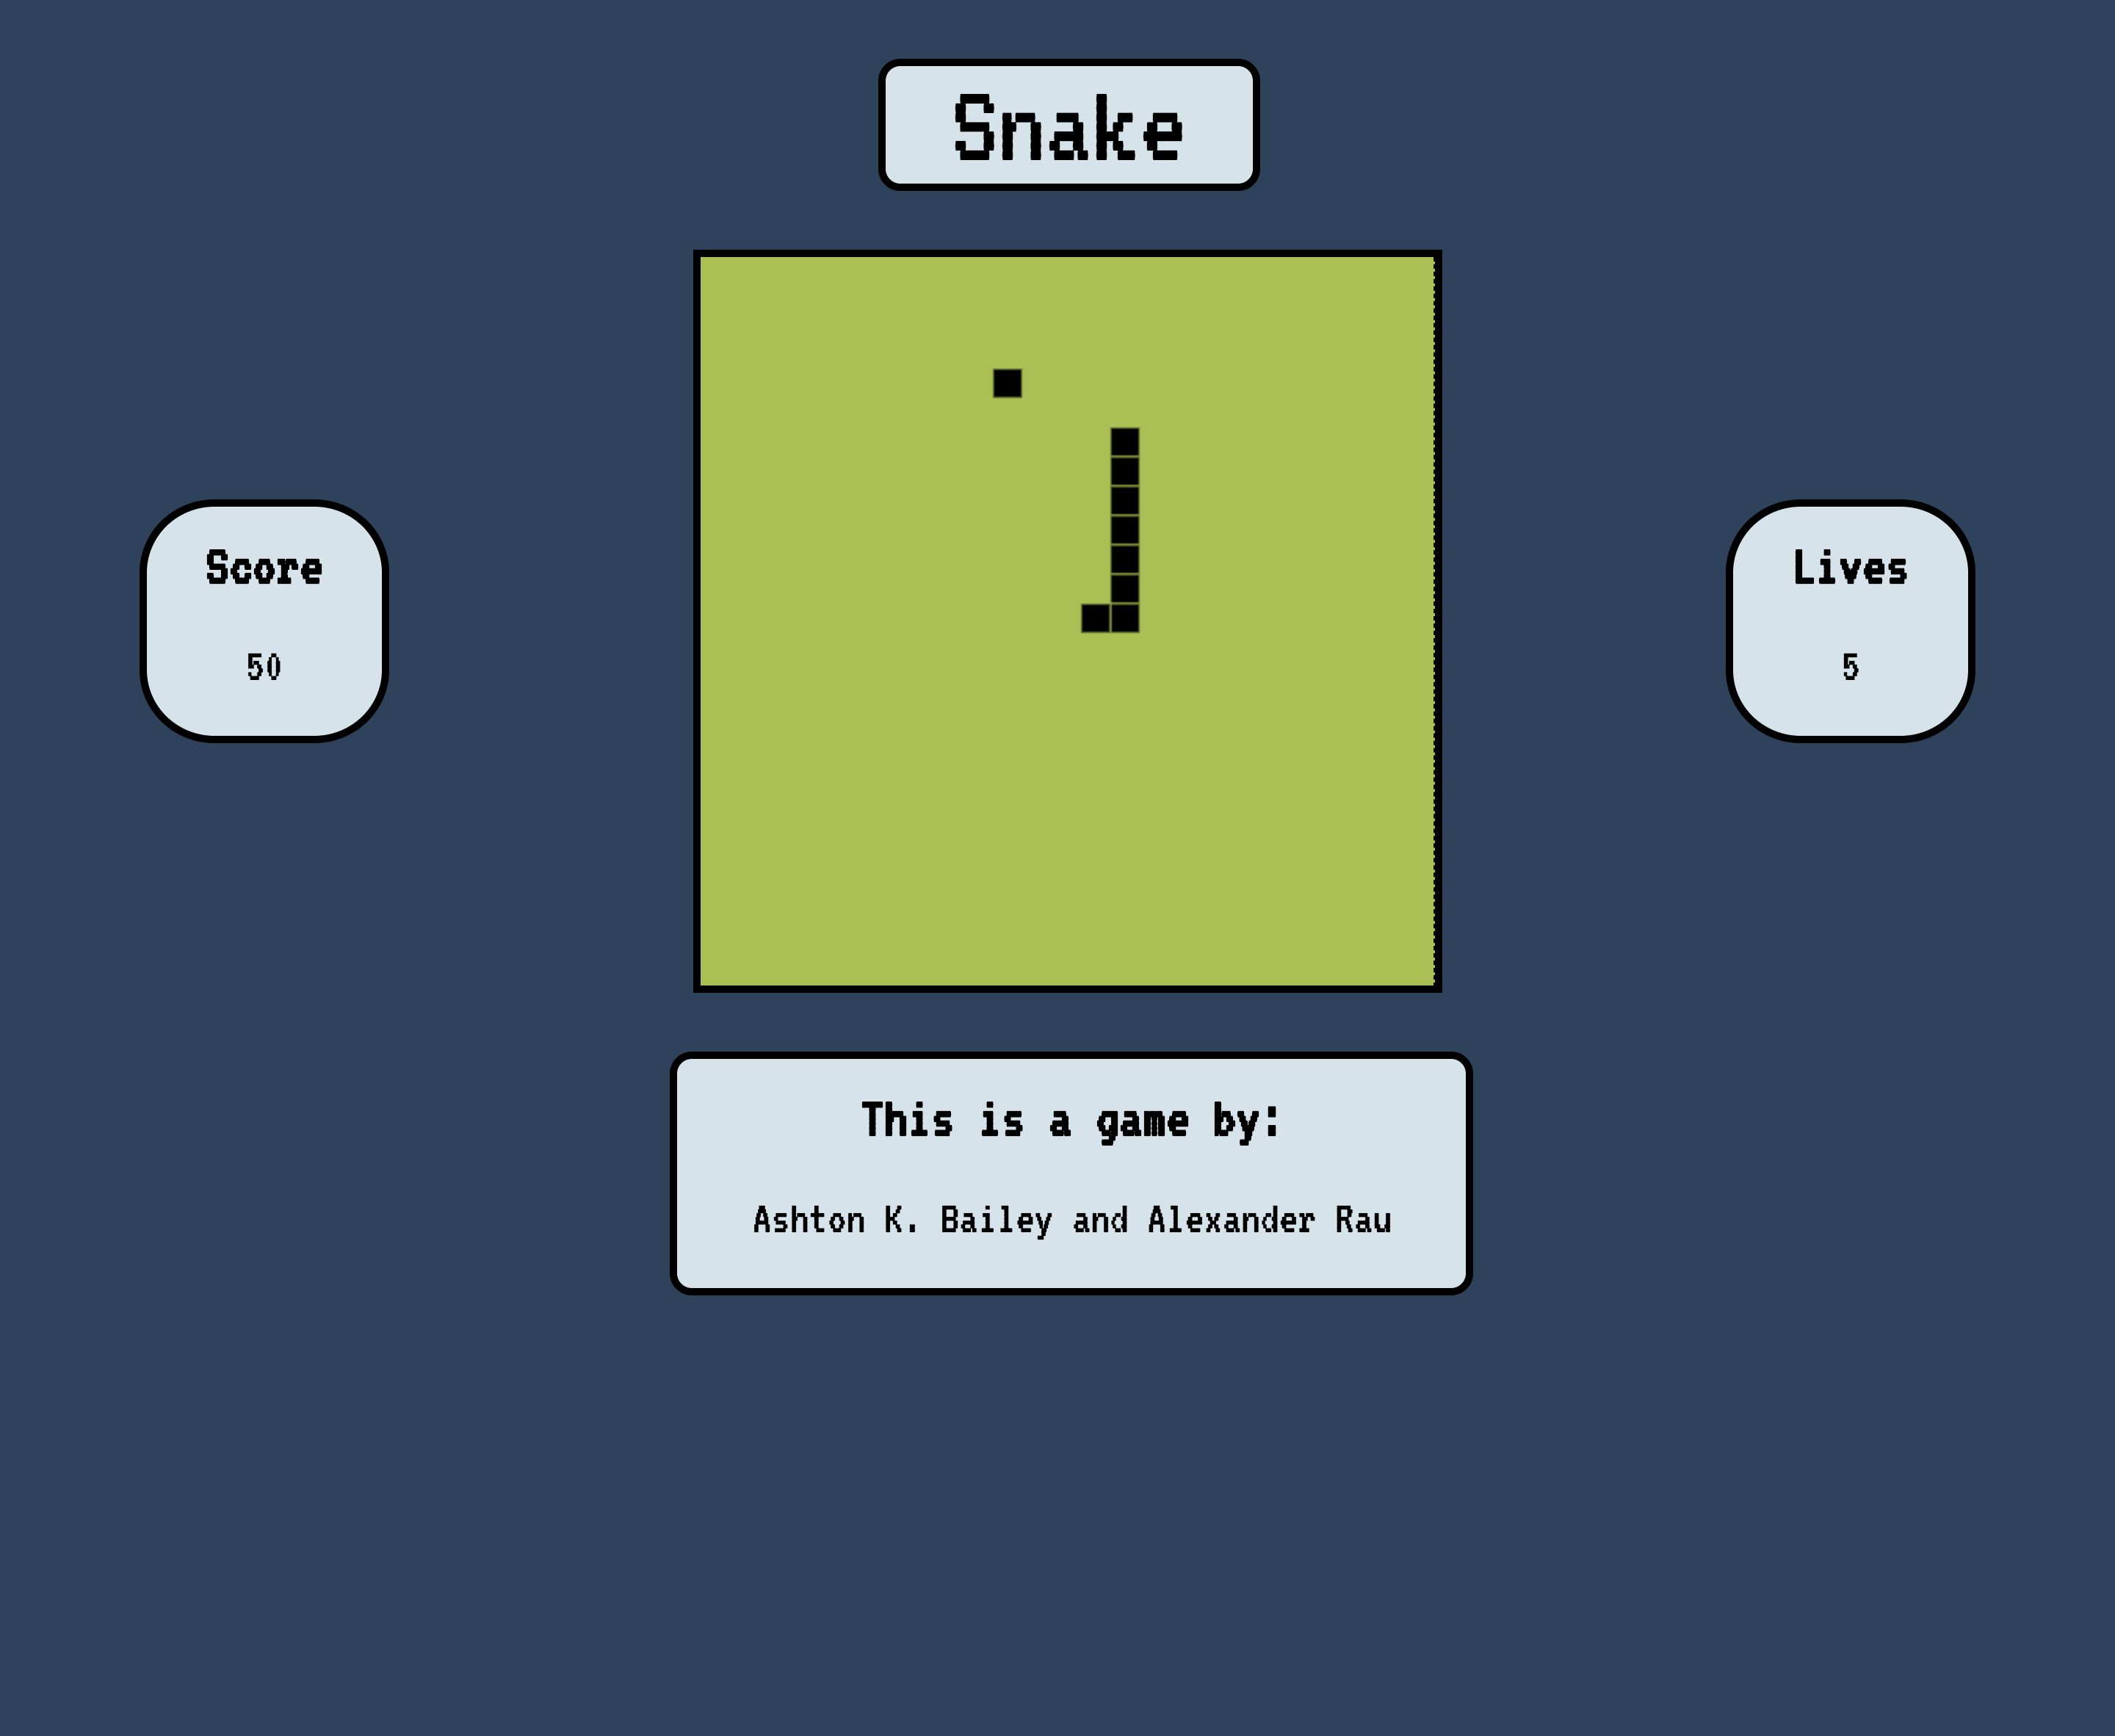 Snake
Score
50
Lives
5
This is a game by:
Ashton K. Bailey and Alexander Rau